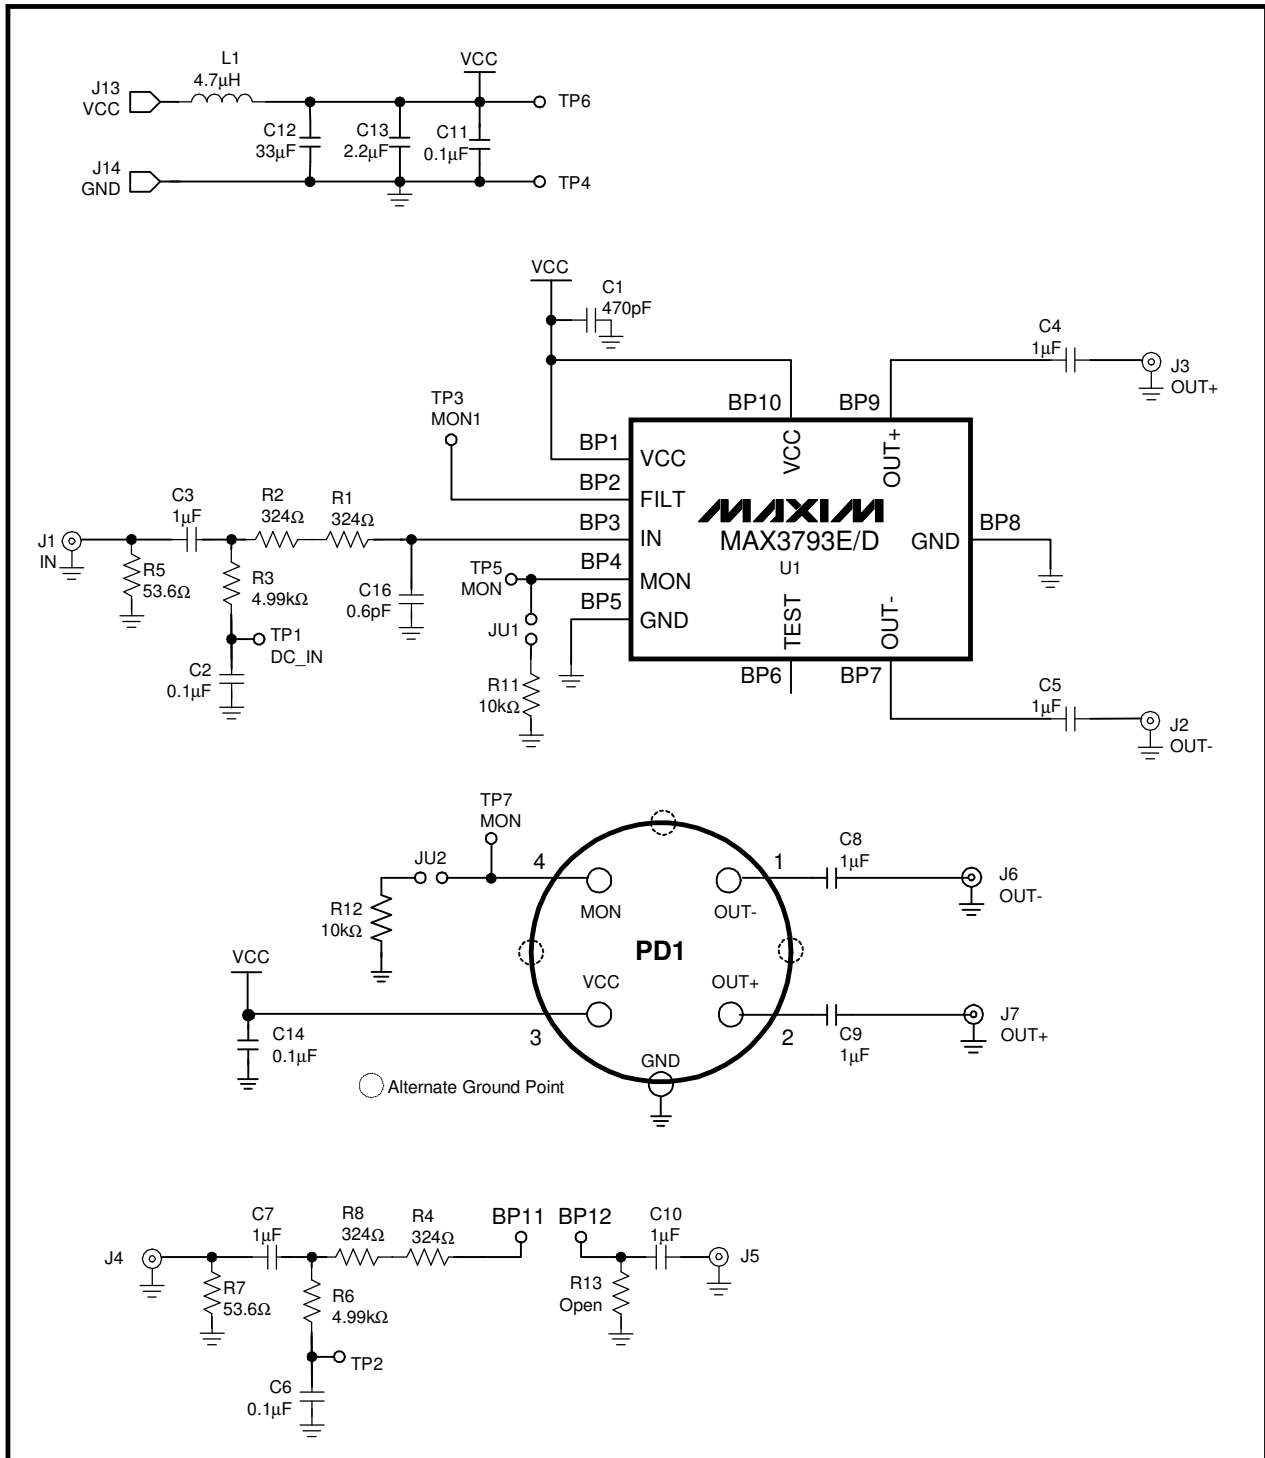 L1
4.7µH
J13
VCC
VCC
TP6
C12
33µF
C13
2.2µF
C11
0.1µF
J14
GND
TP4
VCC
C1
470pF
C4
1µF
J3
OUT+
TP3
MON1
BP10
BP9
BP1
VCC
VCC
OUT+
BP2
FILT
MAXIM
MAX3793E/D
U1
C3
1µF
R2
324Ω
R1
324Ω
BP3
IN
GND
BP8
J1
IN
R5
53.6Ω
R3
4.99kΩ
C16
0.6pF
TP5
MON
BP4
MON
BP5
GND
TEST
OUT-
JU1
TP1
DC_IN
C2
0.1µF
R11
10kΩ
BP6
BP7
C5
1µF
J2
OUT-
TP7
MON
JU2
4
1
C8
1µF
J6
OUT-
R12
10kΩ
MON
OUT-
PD1
VCC
VCC
OUT+
3
2
C14
0.1µF
C9
1µF
J7
OUT+
GND
Alternate Ground Point
C7
1µF
R8
324Ω
R4
324Ω
BP11
BP12
C10
1µF
J4
J5
R7
53.6Ω
R6
4.99kΩ
R13
Open
TP2
C6
0.1µF